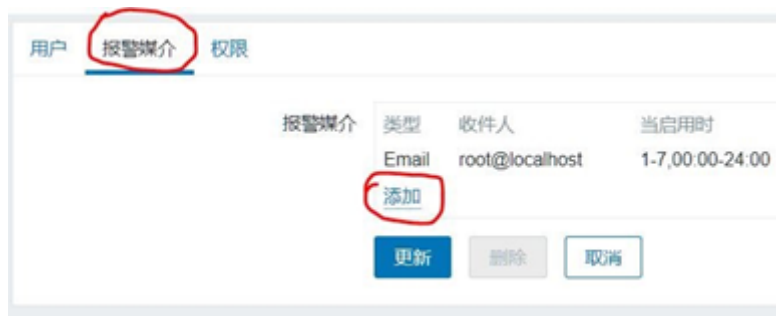 用户 报警媒介 权限
报警媒介 类型 收件人 当启用时
Email root@localhost 1-7,00:00-24:00
添加
更新 删除 取消